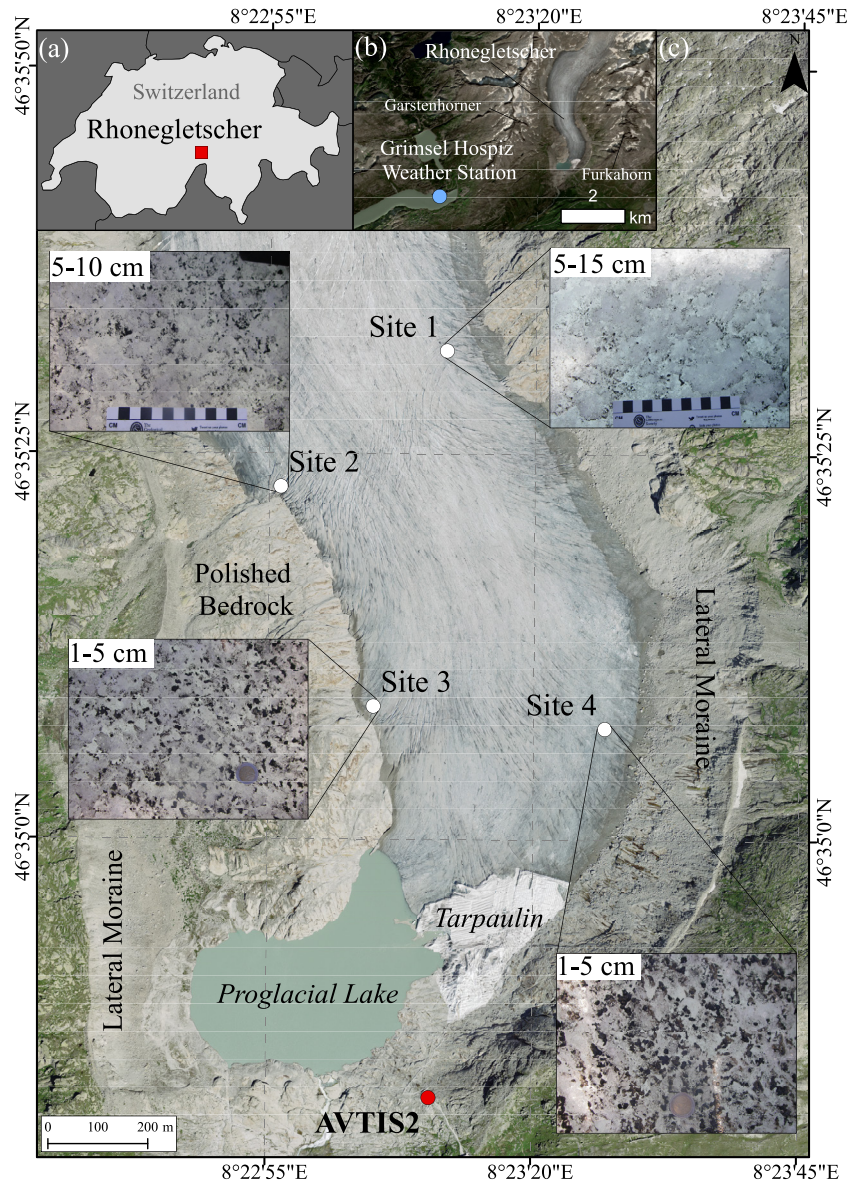 8°22'55"E
8°23'20"E
8°23'45"E
(a)
(b)
(c)
N
46°35'50"N
Switzerland
Rhonegletscher
Rhonegletscher
Garstenhorner
Grimsel Hospiz
Weather Station
Furkahorn
2
km
5-10 cm
CM
CM
5-15 cm
CM
CM
Site 1
46°35'25"N
46°35'25"N
Site 2
Polished
Bedrock
Lateral Moraine
1-5 cm
Site 3
Site 4
46°35'0"N
46°35'0"N
Lateral Moraine
Tarpaulin
Proglacial Lake
1-5 cm
AVTIS2
0 100 200 m
8°22'55"E
8°23'20"E
8°23'45"E